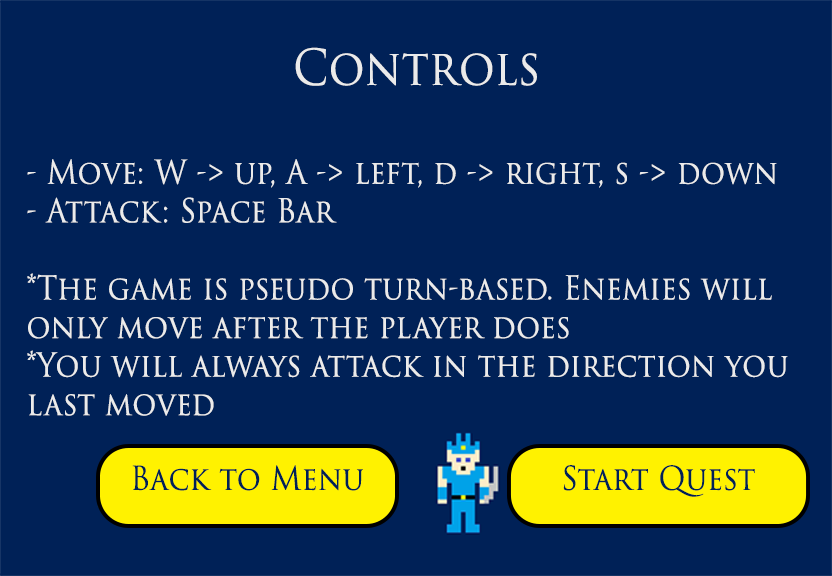 Controls
- Move: W -> up, A -> left, d -> right, s -> down
- Attack: Space Bar
*The game is pseudo turn-based. Enemies will
only move after the player does
*You will always attack in the direction you
last moved
Back to Menu
Start Quest